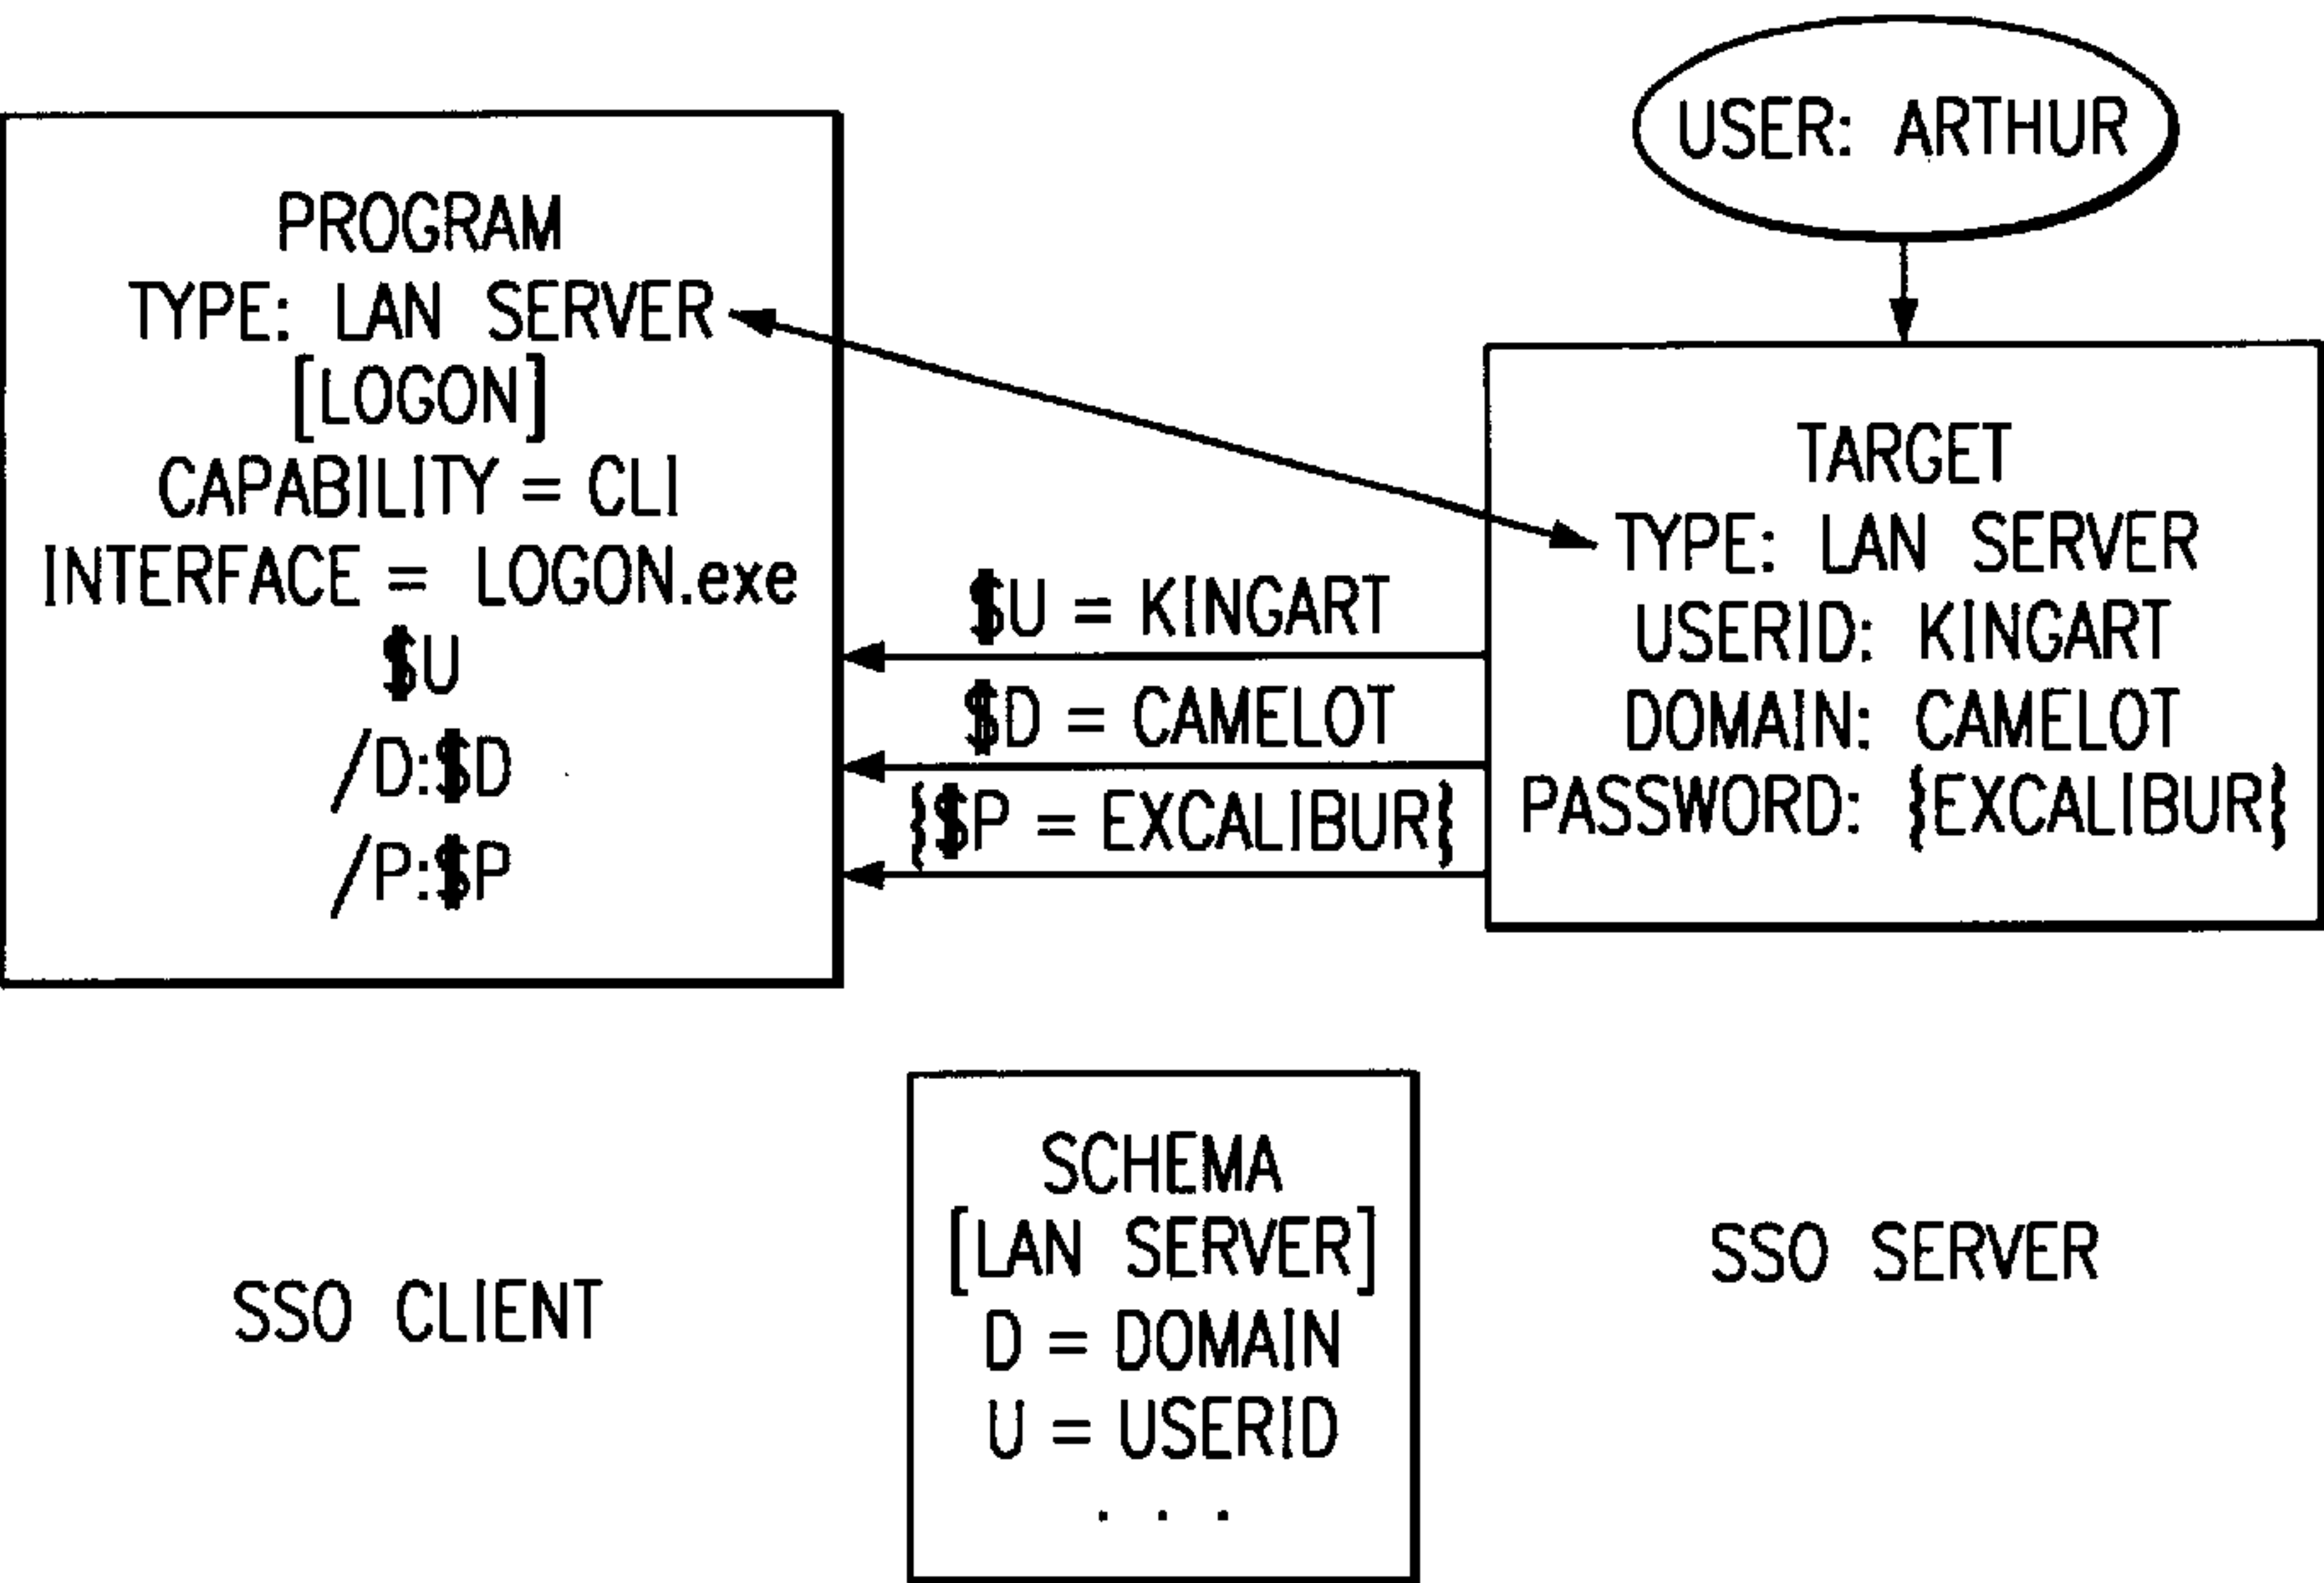 USER: ARTHUR
PROGRAM
TYPE: LAN SERVER
[LOGON]
CAPABILITY = CLI
INTERFACE = LOGON.exe
$U
/D:$D
/P:$P
$U = KINGART
$D = CAMELOT
{$P = EXCALIBUR}
TARGET
TYPE: LAN SERVER
USERID: KINGART
DOMAIN: CAMELOT
PASSWORD: {EXCALIBUR}
SSO CLIENT
SCHEMA
[LAN SERVER]
D = DOMAIN
U = USERID
. . .
SSO SERVER